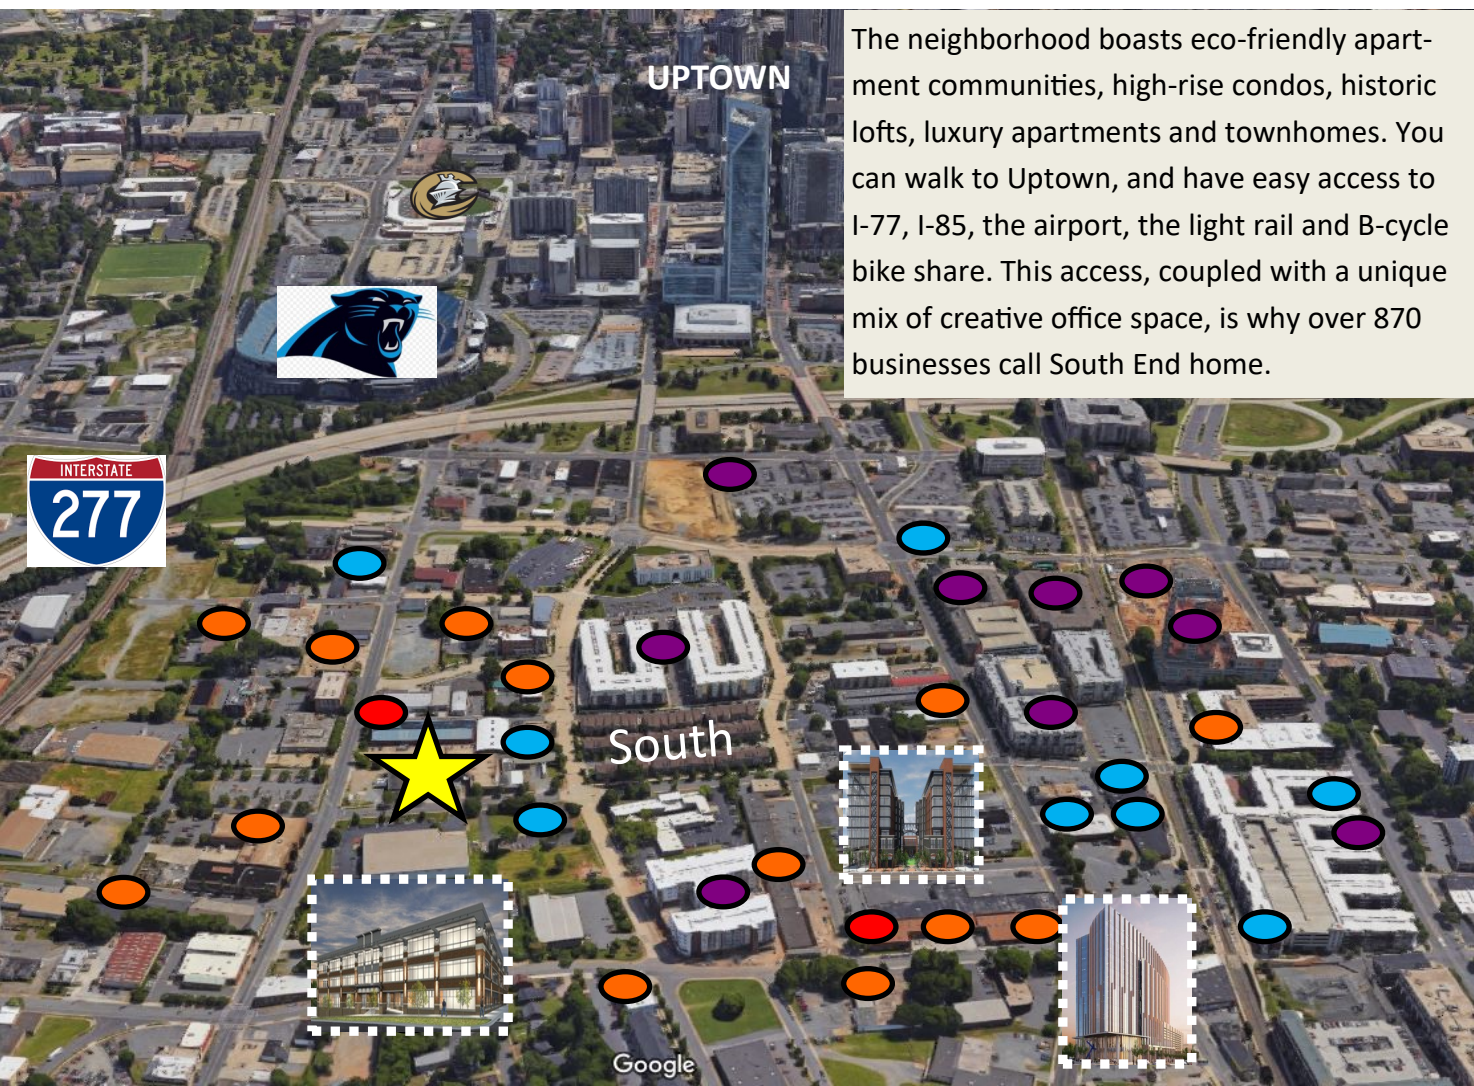 UPTOWN
The neighborhood boasts eco-friendly apart-
ment communities, high-rise condos, historic
lofts, luxury apartments and townhomes. You
can walk to Uptown, and have easy access to
I-77, I-85, the airport, the light rail and B-cycle
bike share. This access, coupled with a unique
mix of creative office space, is why over 870
businesses call South End home.
INTERSTATE
277
South
Google